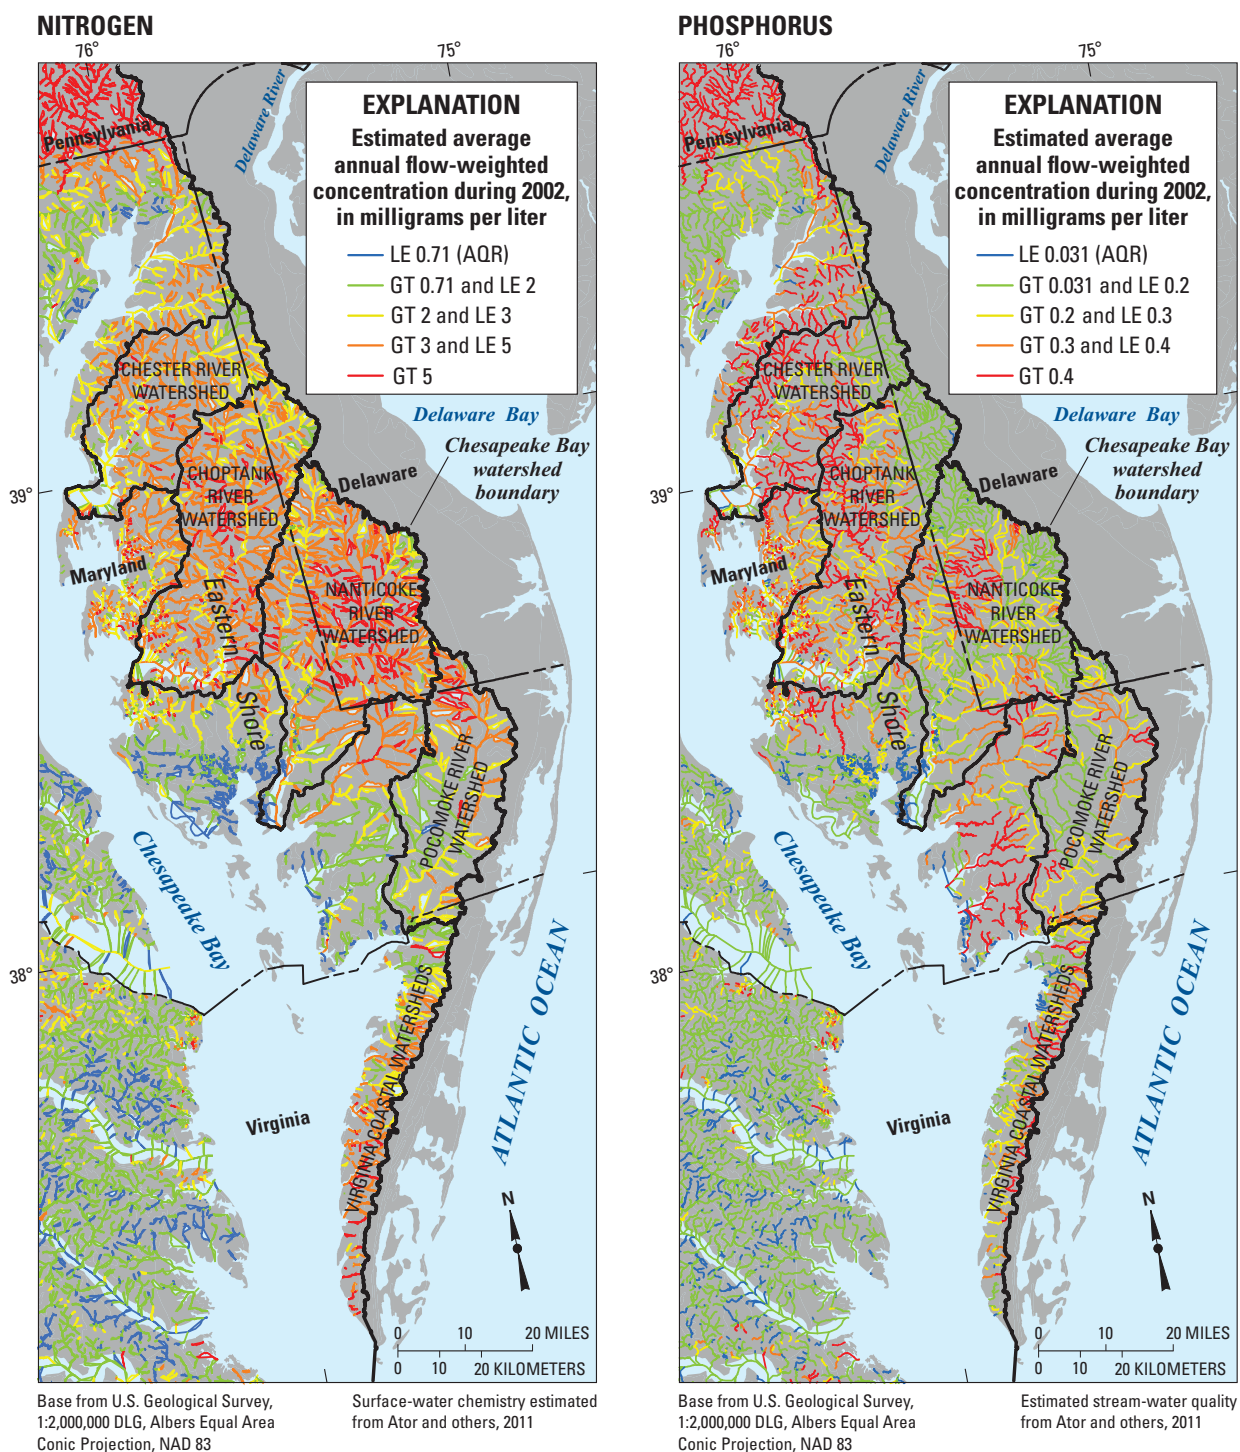 NITROGEN
76°
75°
Delaware River
Pennsylvania
EXPLANATION
Estimated average
annual flow-weighted
concentration during 2002,
in milligrams per liter
LE 0.71 (AQR)
GT 0.71 and LE 2
GT 2 and LE 3
GT 3 and LE 5
GT 5
CHESTER RIVER
WATERSHED
Delaware Bay
Chesapeake Bay
watershed
boundary
CHOPTANK
RIVER
WATERSHED
Delaware
39°
Maryland
Eastern
Shore
NANTICOKE
RIVER
WATERSHED
POCOMOKE RIVER
WATERSHED
Chesapeake Bay
38°
ATLANTIC OCEAN
VIRGINIA COASTAL WATERSHEDS
Virginia
N
0 10 20 MILES
0 10 20 KILOMETERS
Base from U.S. Geological Survey,
1:2,000,000 DLG, Albers Equal Area
Conic Projection, NAD 83
Surface-water chemistry estimated
from Ator and others, 2011
PHOSPHORUS
76°
75°
Delaware River
Pennsylvania
EXPLANATION
Estimated average
annual flow-weighted
concentration during 2002,
in milligrams per liter
LE 0.031 (AQR)
GT 0.031 and LE 0.2
GT 0.2 and LE 0.3
GT 0.3 and LE 0.4
GT 0.4
CHESTER RIVER
WATERSHED
Delaware Bay
Chesapeake Bay
watershed
boundary
CHOPTANK
RIVER
WATERSHED
Delaware
39°
Maryland
Eastern
Shore
NANTICOKE
RIVER
WATERSHED
POCOMOKE RIVER
WATERSHED
Chesapeake Bay
38°
ATLANTIC OCEAN
VIRGINIA COASTAL WATERSHEDS
Virginia
N
0 10 20 MILES
0 10 20 KILOMETERS
Base from U.S. Geological Survey,
1:2,000,000 DLG, Albers Equal Area
Conic Projection, NAD 83
Estimated stream-water quality
from Ator and others, 2011